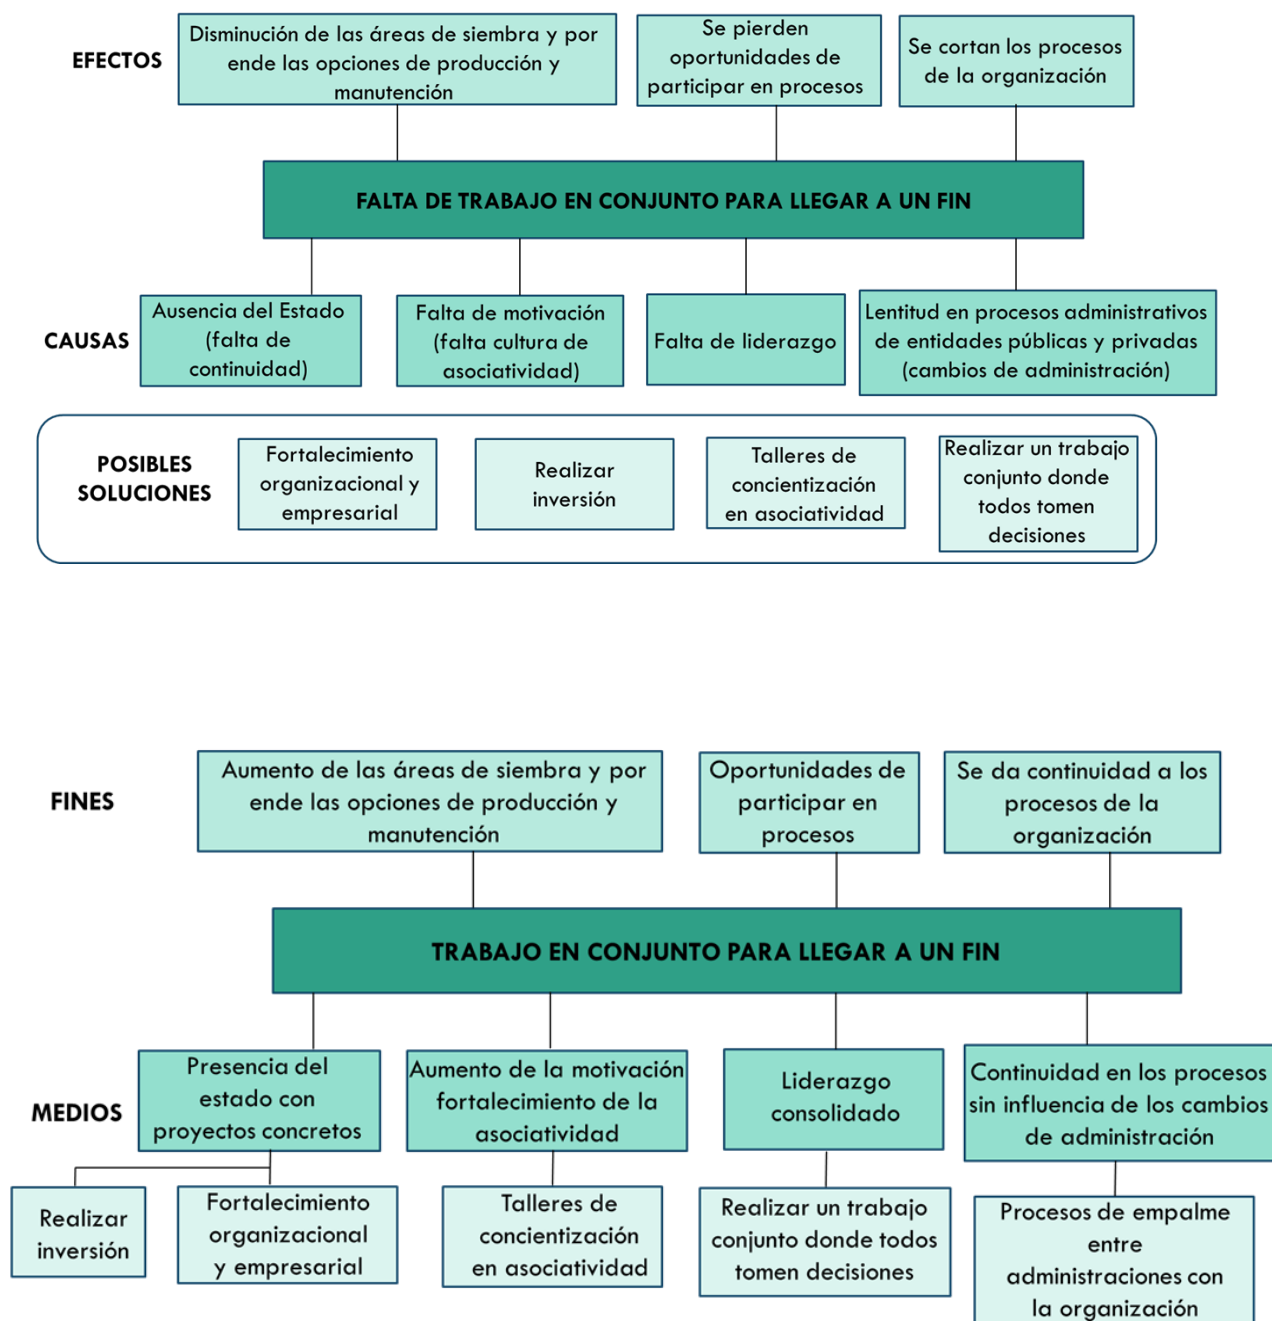 EFECTOS
Disminución de las áreas de siembra y por
ende las opciones de producción y
manutención
Se pierden
oportunidades de
participar en procesos
Se cortan los procesos
de la organización
FALTA DE TRABAJO EN CONJUNTO PARA LLEGAR A UN FIN
CAUSAS
Ausencia del Estado
(falta de
continuidad)
Falta de motivación
(falta cultura de
asociatividad)
Falta de liderazgo
Lentitud en procesos administrativos
de entidades públicas y privadas
(cambios de administración)
POSIBLES
SOLUCIONES
Fortalecimiento
organizacional y
empresarial
Realizar
inversión
Talleres de
concientización
en asociatividad
Realizar un trabajo
conjunto donde
todos tomen
decisiones
FINES
Aumento de las áreas de siembra y por
ende las opciones de producción y
manutención
Oportunidades de
participar en
procesos
Se da continuidad a los
procesos de la
organización
TRABAJO EN CONJUNTO PARA LLEGAR A UN FIN
MEDIOS
Presencia del
estado con
proyectos concretos
Aumento de la motivación
fortalecimiento de la
asociatividad
Liderazgo
consolidado
Continuidad en los procesos
sin influencia de los cambios
de administración
Realizar
inversión
Fortalecimiento
organizacional
y empresarial
Talleres de
concientización
en asociatividad
Realizar un trabajo
conjunto donde todos
tomen decisiones
Procesos de empalme
entre
administraciones con
la organización